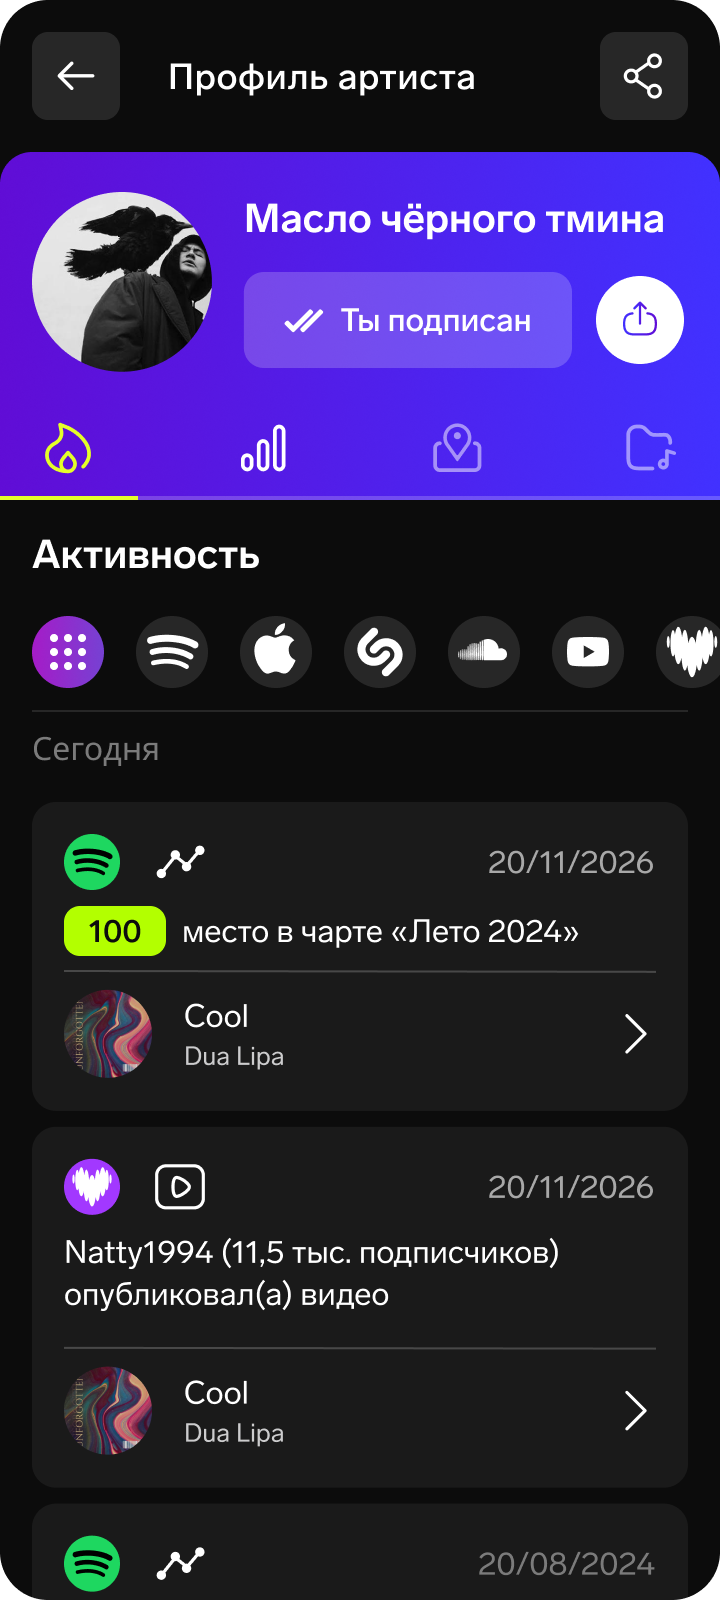 Профиль артиста
Масло чёрного тмина
Ты подписан
Активность
Сегодня
20/11/2026
100 место в чарте «Лето 2024»
UNFORGOTTEN
Cool
Dua Lipa
20/11/2026
Natty1994 (11,5 тыс. подписчиков)
опубликовал(а) видео
Cool
Dua Lipa
20/08/2024